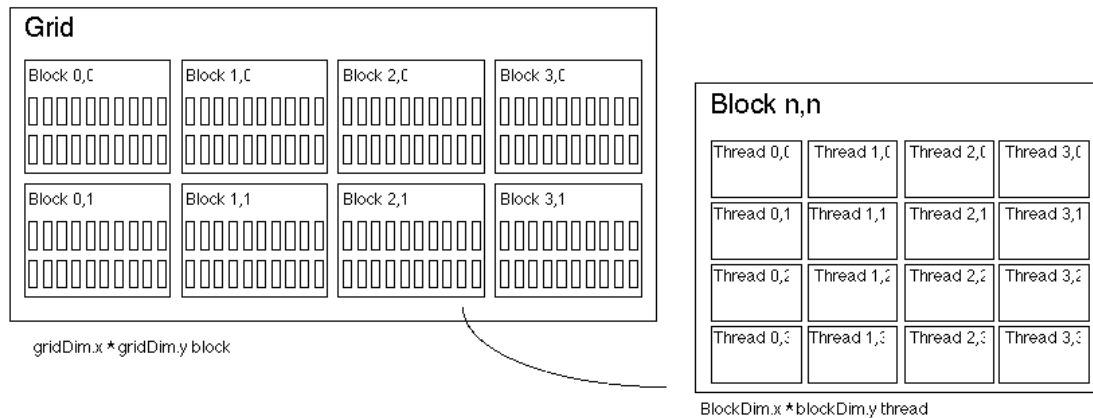 Grid
Block 0,0 Block 1,0 Block 2,0 Block 3,0
Block 0,1 Block 1,1 Block 2,1 Block 3,1
gridDim.x * gridDim.y block
Block n,n
Thread 0,0 Thread 1,0 Thread 2,0 Thread 3,0
Thread 0,1 Thread 1,1 Thread 2,1 Thread 3,1
Thread 0,2 Thread 1,2 Thread 2,2 Thread 3,2
Thread 0,3 Thread 1,3 Thread 2,3 Thread 3,3
BlockDim.x * blockDim.y thread